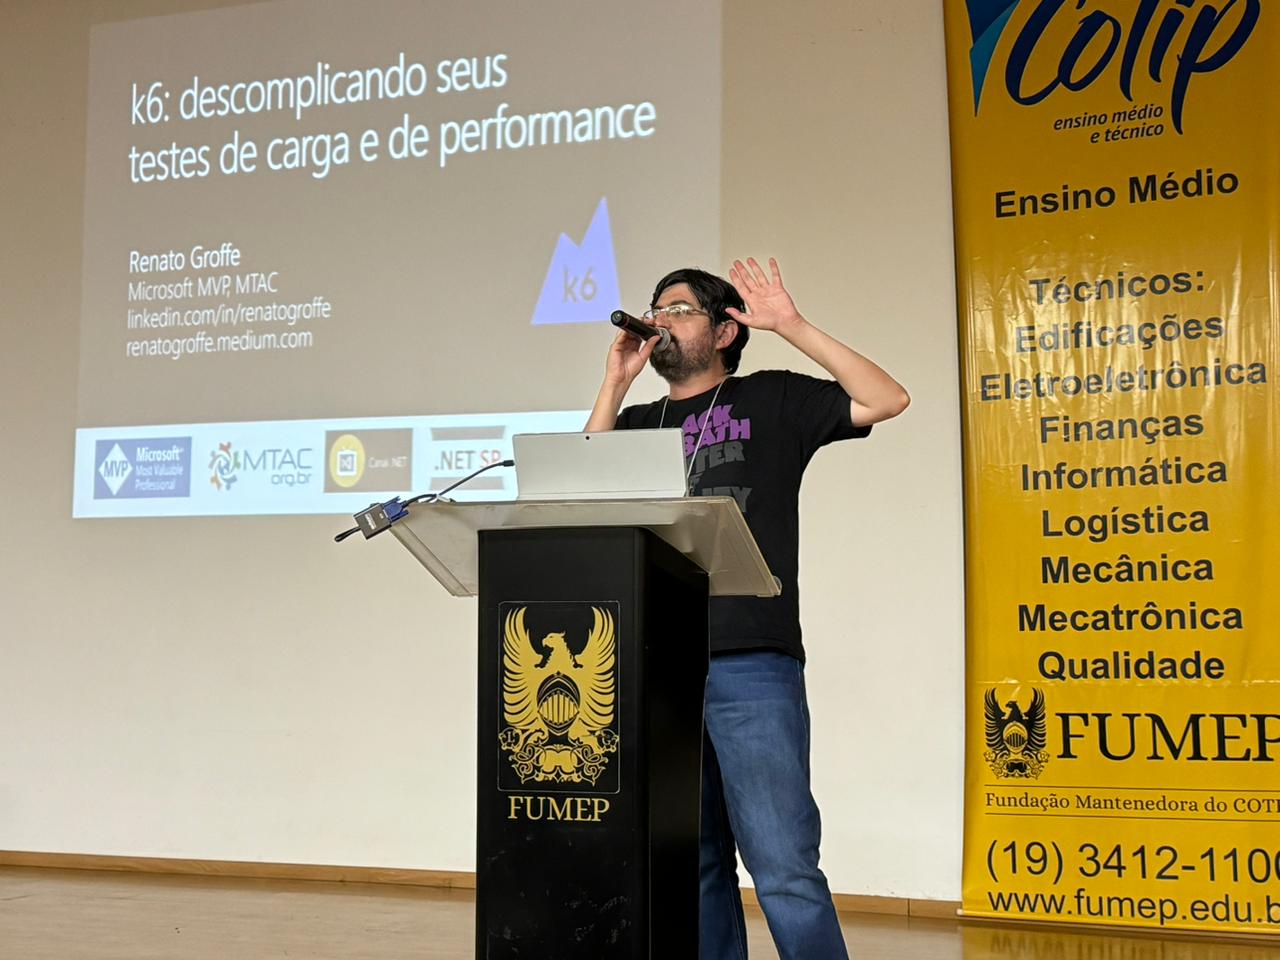 k6: descomplicando seus
testes de carga e de performance
Renato Groffe
Microsoft MVP, MTAC
linkedin.com/in/renatogroffe
renatogroffe.medium.com
k6
MVP
Microsoft®
Most Valuable
Professional
MTAC
org.br
Canal .NET
.NET SP
ACK
BATH
FUMEP
Cotip
ensino médio
e técnico
Ensino Médio
Técnicos:
Edificações
Eletroeletrônica
Finanças
Informática
Logística
Mecânica
Mecatrônica
Qualidade
FUMEP
Fundação Mantenedora do COTI
(19) 3412-110
www.fumep.edu.b